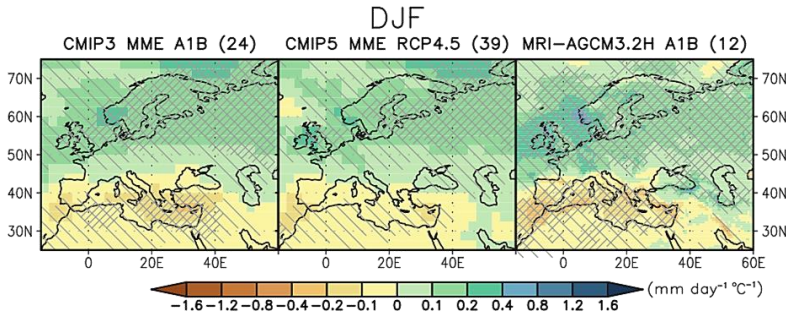 DJF
CMIP3 MME A1B (24) CMIP5 MME RCP4.5 (39) MRI-AGCM3.2H A1B (12)
70N 70N
60N 60N
50N 50N
40N 40N
30N 30N
0 20E 40E 0 20E 40E 0 20E 40E 60E
-1.6 -1.2 -0.8 -0.4 -0.2 -0.1 0 0.1 0.2 0.4 0.8 1.2 1.6 (mm day⁻¹ °C⁻¹)